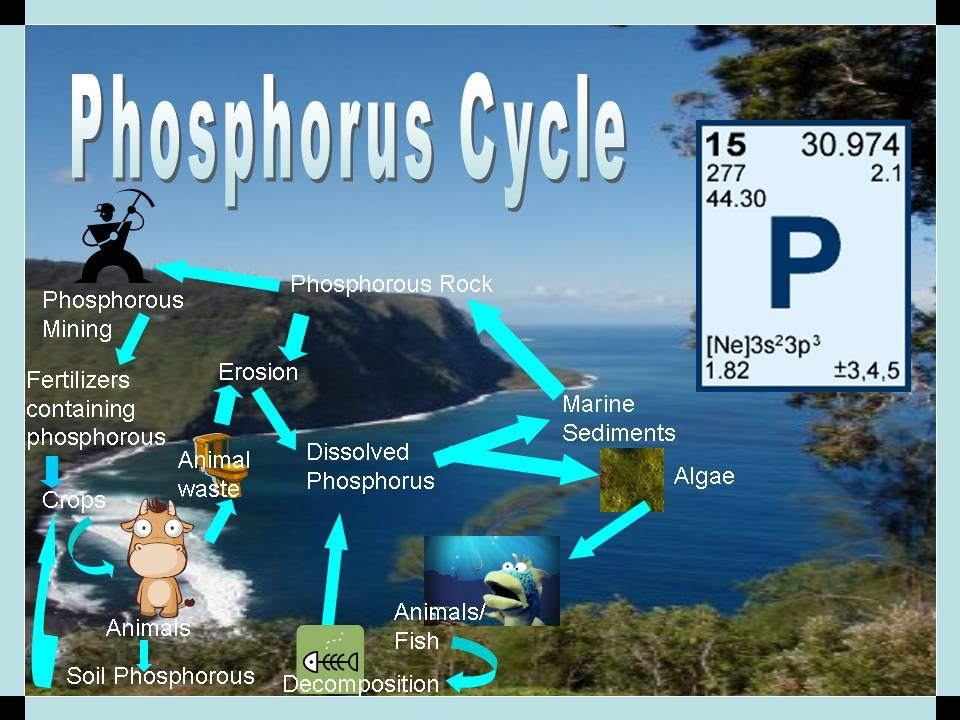 Phosphorus Cycle
15 30.974
277 2.1
44.30
P
[Ne]3s²3p³
1.82 ±3,4,5
Phosphorous Rock
Phosphorous
Mining
Erosion
Fertilizers
containing
phosphorous
Marine
Sediments
Dissolved
Phosphorus
Animal
waste
Algae
Crops
Animals/
Fish
Animals
Soil Phosphorous
Decomposition